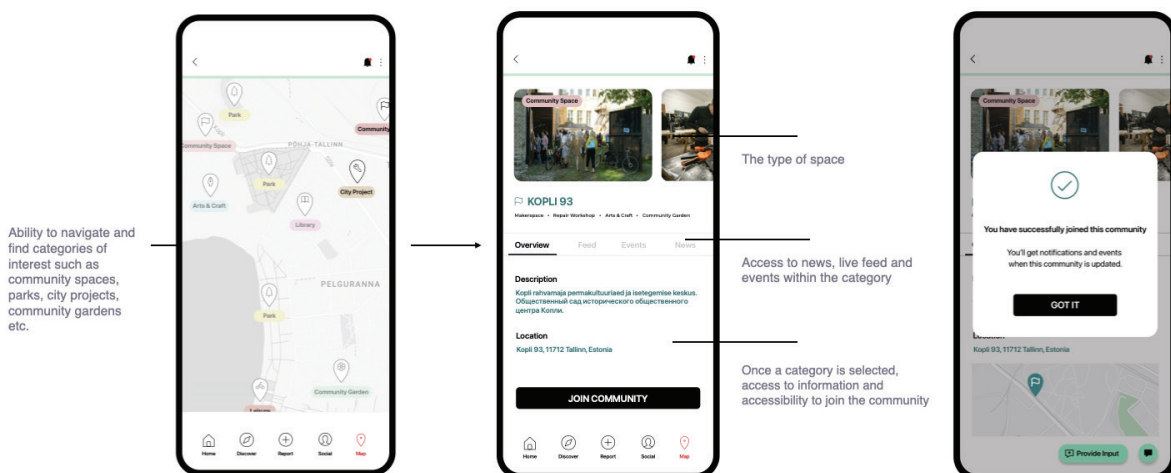 Ability to navigate and
find categories of
interest such as
community spaces,
parks, city projects,
community gardens
etc.
Park
Community
Community Space
PÕHJA-TALLINN
Park
City Project
Arts & Craft
Library
PELGURANNA
Park
Community Garden
Leisure
Home
Discover
Report
Social
Map
Community Space
KOPLI 93
Makerspace • Repair Workshop • Arts & Craft • Community Garden
Overview Feed Events News
Description
Kopli rahvamaja permakultuuriaed ja isetegemise keskus.
Общественный сад исторического общественного
центра Копли.
Location
Kopli 93, 11712 Tallinn, Estonia
JOIN COMMUNITY
Home
Discover
Report
Social
Map
The type of space
Access to news, live feed and
events within the category
Once a category is selected,
access to information and
accessibility to join the community
Community Space
You have successfully joined this community
You'll get notifications and events
when this community is updated.
GOT IT
Location
Kopli 93, 11712 Tallinn, Estonia
Provide Input